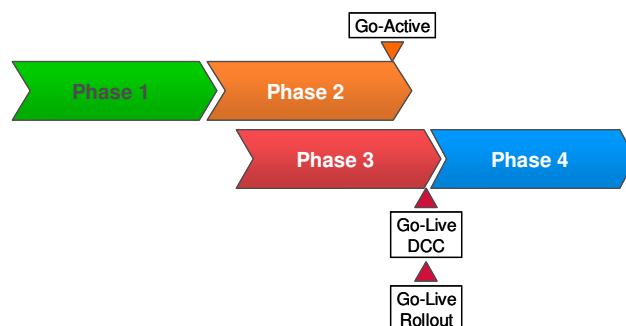 Go-Active
Phase 1
Phase 2
Phase 3
Phase 4
Go-Live
DCC
Go-Live
Rollout